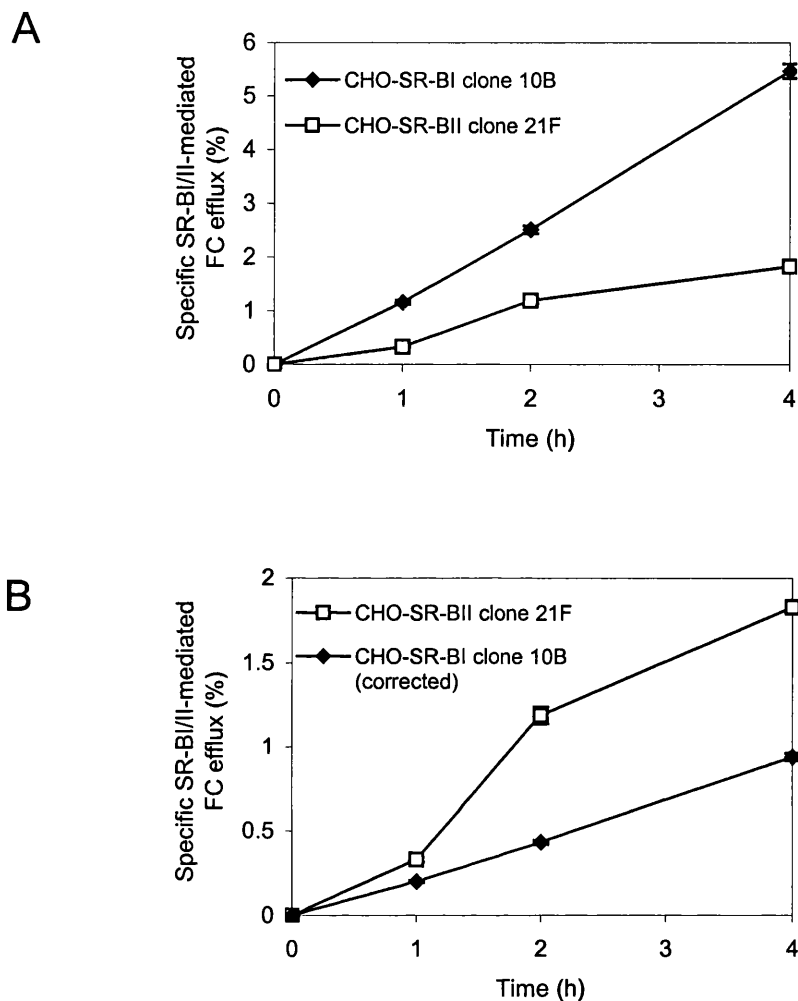 A
Specific SR-BI/II-mediated
FC efflux (%)
6
5
4
3
2
1
0
CHO-SR-BI clone 10B
CHO-SR-BII clone 21F
0 1 2 3 4
Time (h)
B
Specific SR-BI/II-mediated
FC efflux (%)
2
1.5
1
0.5
0
CHO-SR-BII clone 21F
CHO-SR-BI clone 10B
(corrected)
0 1 2 3 4
Time (h)